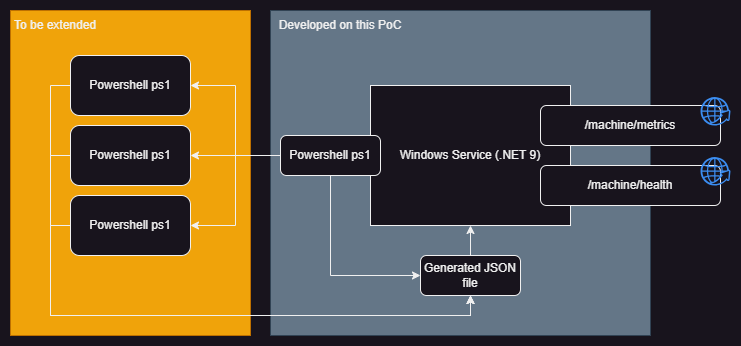 To be extended
Developed on this PoC
Powershell ps1
Powershell ps1
Powershell ps1
Powershell ps1
Windows Service (.NET 9)
/machine/metrics
/machine/health
Generated JSON
file